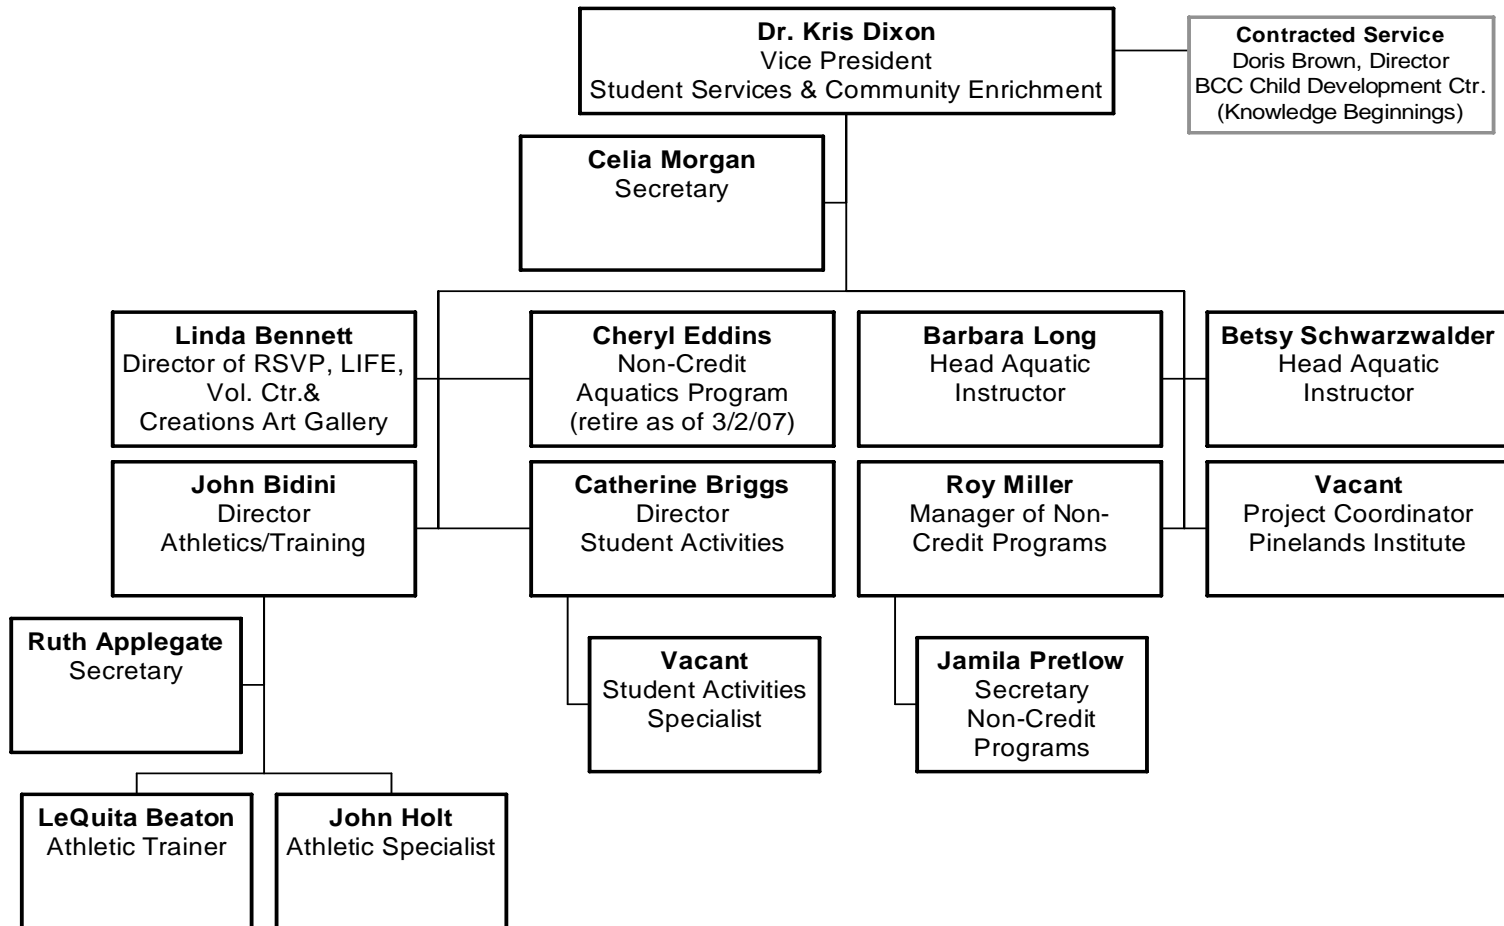 Dr. Kris Dixon
Vice President
Student Services & Community Enrichment
Contracted Service
Doris Brown, Director
BCC Child Development Ctr.
(Knowledge Beginnings)
Celia Morgan
Secretary
Linda Bennett
Director of RSVP, LIFE,
Vol. Ctr.&
Creations Art Gallery
Cheryl Eddins
Non-Credit
Aquatics Program
(retire as of 3/2/07)
Barbara Long
Head Aquatic
Instructor
Betsy Schwarzwalder
Head Aquatic
Instructor
John Bidini
Director
Athletics/Training
Catherine Briggs
Director
Student Activities
Roy Miller
Manager of Non-
Credit Programs
Vacant
Project Coordinator
Pinelands Institute
Ruth Applegate
Secretary
Vacant
Student Activities
Specialist
Jamila Pretlow
Secretary
Non-Credit
Programs
LeQuita Beaton
Athletic Trainer
John Holt
Athletic Specialist